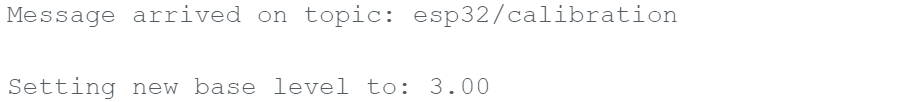 Message arrived on topic: esp32/calibration
Setting new base level to: 3.00